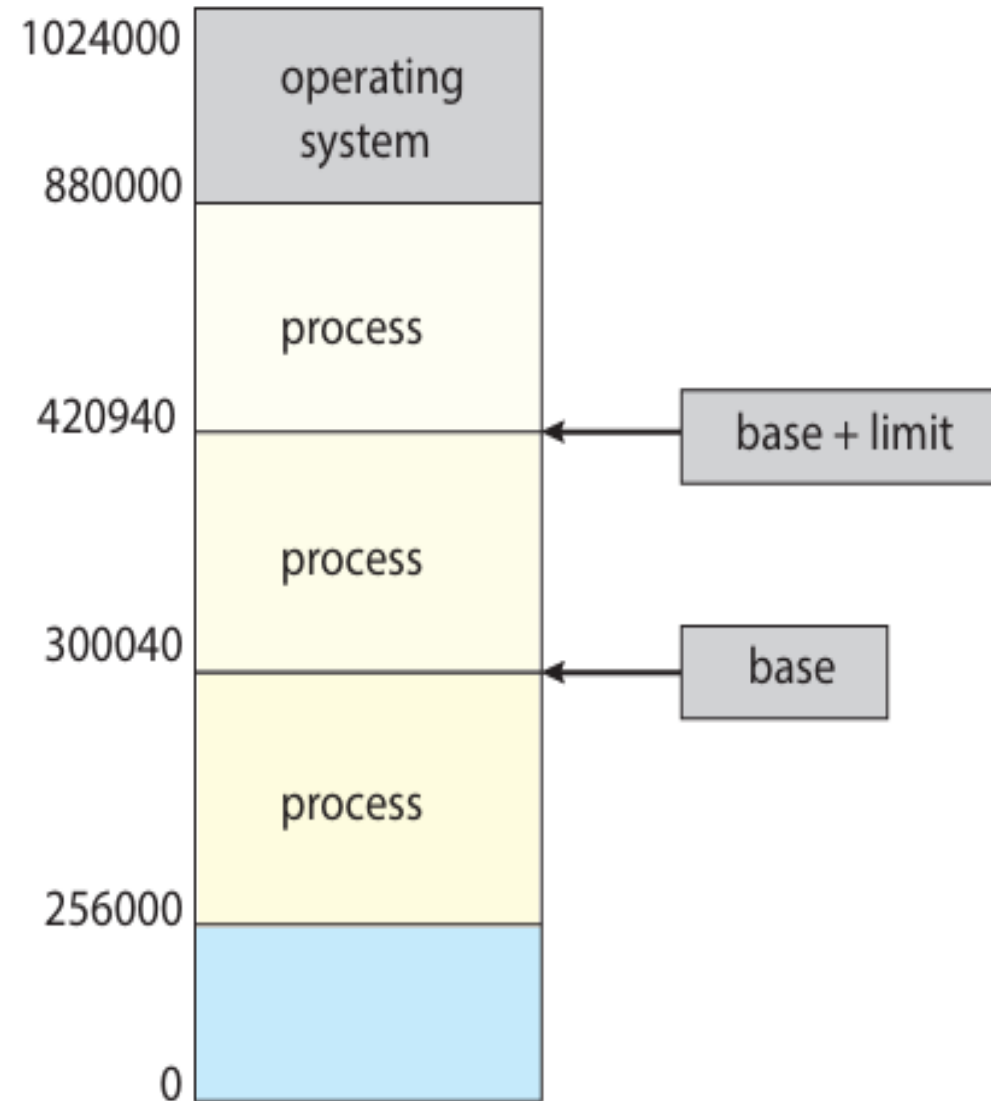 1024000
operating
system
880000
process
420940
base + limit
process
300040
base
process
256000
0